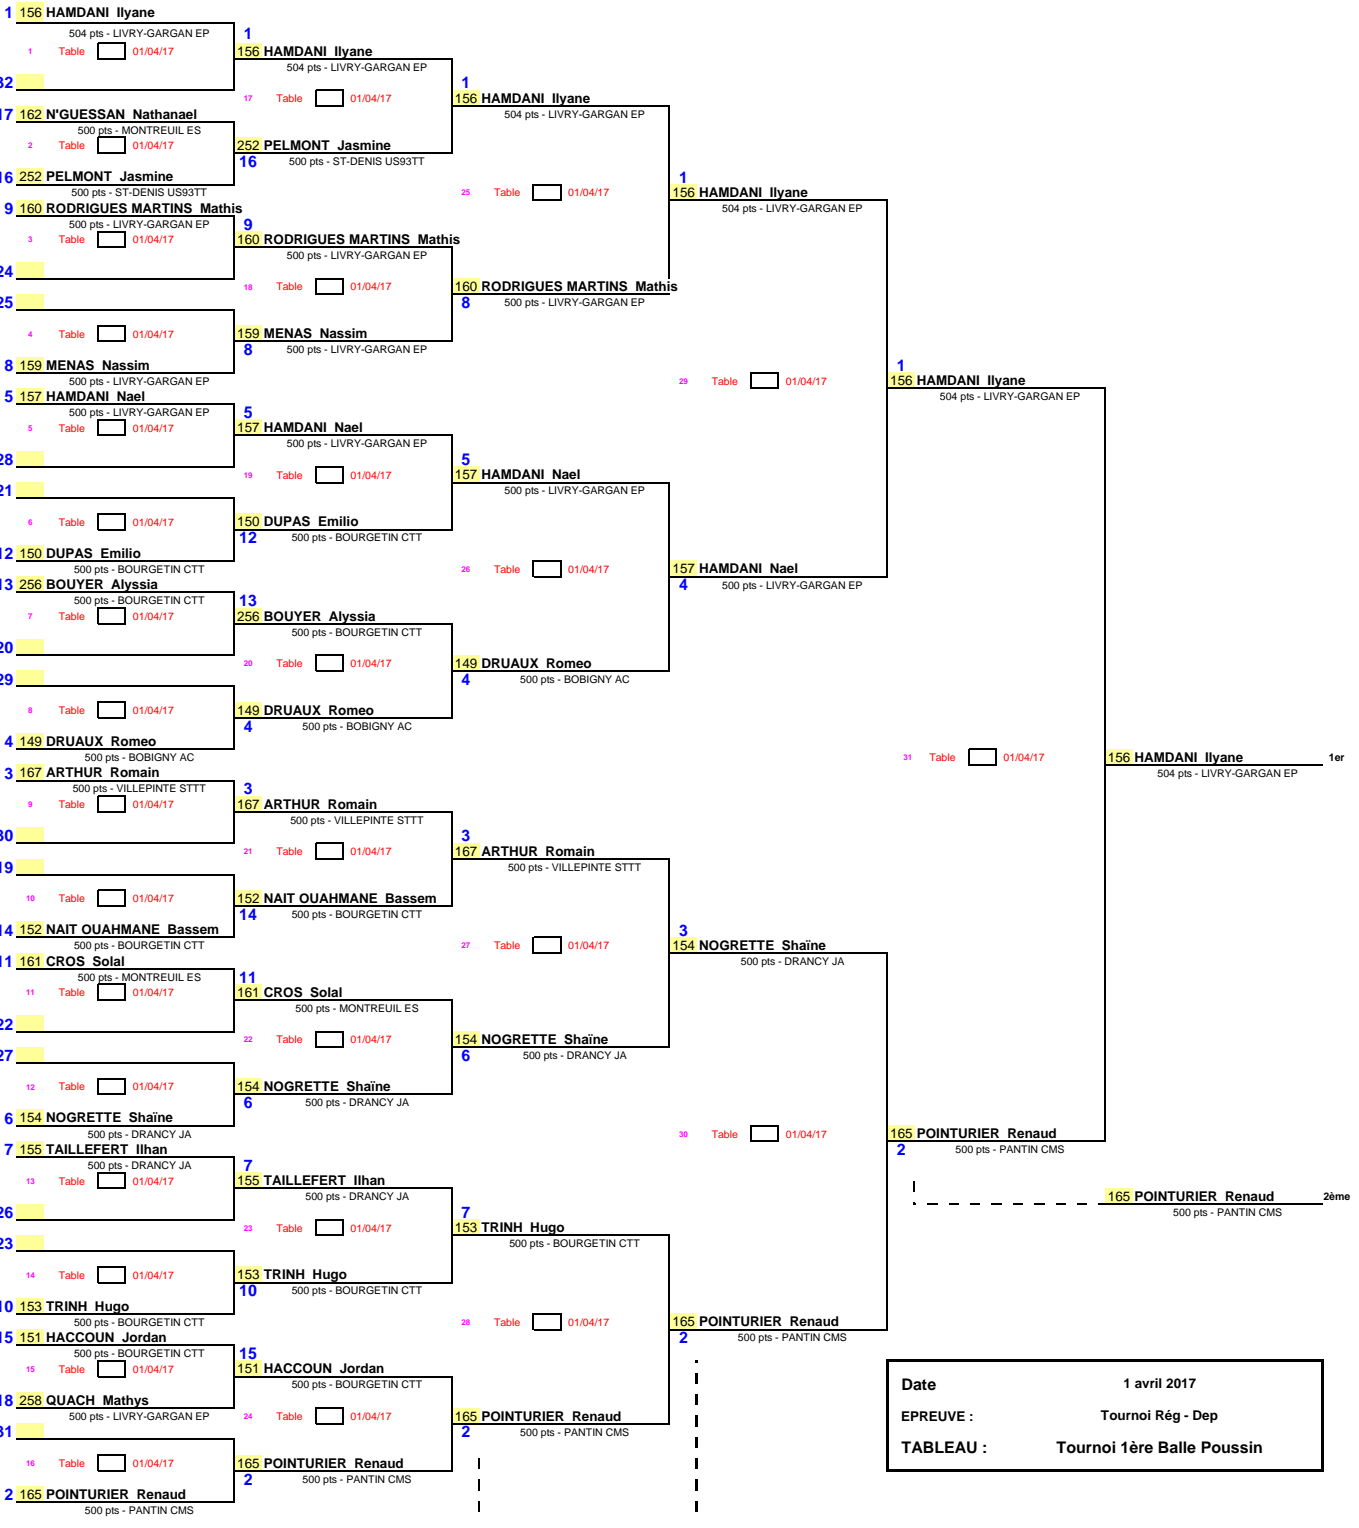 1 156 HAMDANI Ilyane
504 pts - LIVRY-GARGAN EP
1 Table 01/04/17
32
17 162 N'GUESSAN Nathanael
500 pts - MONTREUIL ES
2 Table 01/04/17
16 252 PELMONT Jasmine
500 pts - ST-DENIS US93TT
9 160 RODRIGUES MARTINS Mathis
500 pts - LIVRY-GARGAN EP
3 Table 01/04/17
24
25
4 Table 01/04/17
8 159 MENAS Nassim
500 pts - LIVRY-GARGAN EP
5 157 HAMDANI Nael
500 pts - LIVRY-GARGAN EP
5 Table 01/04/17
28
21
6 Table 01/04/17
12 150 DUPAS Emilio
500 pts - BOURGETIN CTT
13 256 BOUYER Alyssia
500 pts - BOURGETIN CTT
7 Table 01/04/17
20
29
8 Table 01/04/17
4 149 DRUAUX Romeo
500 pts - BOBIGNY AC
3 167 ARTHUR Romain
500 pts - VILLEPINTE STTT
9 Table 01/04/17
30
19
10 Table 01/04/17
14 152 NAIT OUAHMANE Bassem
500 pts - BOURGETIN CTT
11 161 CROS Solal
500 pts - MONTREUIL ES
11 Table 01/04/17
22
27
12 Table 01/04/17
6 154 NOGRETTE Shaïne
500 pts - DRANCY JA
7 155 TAILLEFERT Ilhan
500 pts - DRANCY JA
13 Table 01/04/17
26
23
14 Table 01/04/17
10 153 TRINH Hugo
500 pts - BOURGETIN CTT
15 151 HACCOUN Jordan
500 pts - BOURGETIN CTT
15 Table 01/04/17
18 258 QUACH Mathys
500 pts - LIVRY-GARGAN EP
31
16 Table 01/04/17
2 165 POINTURIER Renaud
500 pts - PANTIN CMS
1
156 HAMDANI Ilyane
504 pts - LIVRY-GARGAN EP
17 Table 01/04/17
252 PELMONT Jasmine
16 500 pts - ST-DENIS US93TT
9
160 RODRIGUES MARTINS Mathis
500 pts - LIVRY-GARGAN EP
18 Table 01/04/17
159 MENAS Nassim
8 500 pts - LIVRY-GARGAN EP
5
157 HAMDANI Nael
500 pts - LIVRY-GARGAN EP
19 Table 01/04/17
150 DUPAS Emilio
12 500 pts - BOURGETIN CTT
13
256 BOUYER Alyssia
500 pts - BOURGETIN CTT
20 Table 01/04/17
149 DRUAUX Romeo
4 500 pts - BOBIGNY AC
3
167 ARTHUR Romain
500 pts - VILLEPINTE STTT
21 Table 01/04/17
152 NAIT OUAHMANE Bassem
14 500 pts - BOURGETIN CTT
11
161 CROS Solal
500 pts - MONTREUIL ES
22 Table 01/04/17
154 NOGRETTE Shaïne
6 500 pts - DRANCY JA
7
155 TAILLEFERT Ilhan
500 pts - DRANCY JA
23 Table 01/04/17
153 TRINH Hugo
10 500 pts - BOURGETIN CTT
15
151 HACCOUN Jordan
500 pts - BOURGETIN CTT
24 Table 01/04/17
165 POINTURIER Renaud
2 500 pts - PANTIN CMS
1
156 HAMDANI Ilyane
504 pts - LIVRY-GARGAN EP
25 Table 01/04/17
160 RODRIGUES MARTINS Mathis
8 500 pts - LIVRY-GARGAN EP
5
157 HAMDANI Nael
500 pts - LIVRY-GARGAN EP
26 Table 01/04/17
149 DRUAUX Romeo
4 500 pts - BOBIGNY AC
3
167 ARTHUR Romain
500 pts - VILLEPINTE STTT
27 Table 01/04/17
154 NOGRETTE Shaïne
6 500 pts - DRANCY JA
7
153 TRINH Hugo
500 pts - BOURGETIN CTT
28 Table 01/04/17
165 POINTURIER Renaud
2 500 pts - PANTIN CMS
1
156 HAMDANI Ilyane
504 pts - LIVRY-GARGAN EP
29 Table 01/04/17
157 HAMDANI Nael
4 500 pts - LIVRY-GARGAN EP
3
154 NOGRETTE Shaïne
500 pts - DRANCY JA
30 Table 01/04/17
165 POINTURIER Renaud
2 500 pts - PANTIN CMS
1
156 HAMDANI Ilyane
504 pts - LIVRY-GARGAN EP
31 Table 01/04/17
165 POINTURIER Renaud
2 500 pts - PANTIN CMS
156 HAMDANI Ilyane 1er
504 pts - LIVRY-GARGAN EP
165 POINTURIER Renaud 2ème
500 pts - PANTIN CMS
Date 1 avril 2017
EPREUVE : Tournoi Rég - Dep
TABLEAU : Tournoi 1ère Balle Poussin